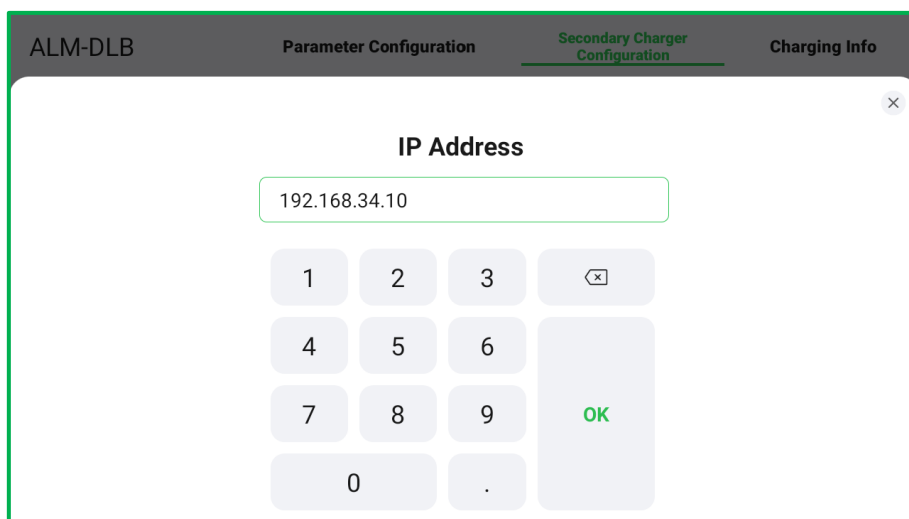 ALM-DLB
Parameter Configuration
Secondary Charger
Configuration
Charging Info
IP Address
192.168.34.10
1 2 3
4 5 6
7 8 9 OK
0 .